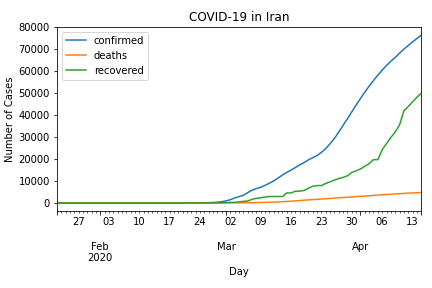 COVID-19 in Iran
80000
70000
60000
50000
40000
30000
20000
10000
0
Number of Cases
confirmed
deaths
recovered
27 03 10 17 24 02 09 16 23 30 06 13
Feb Mar Apr
2020
Day